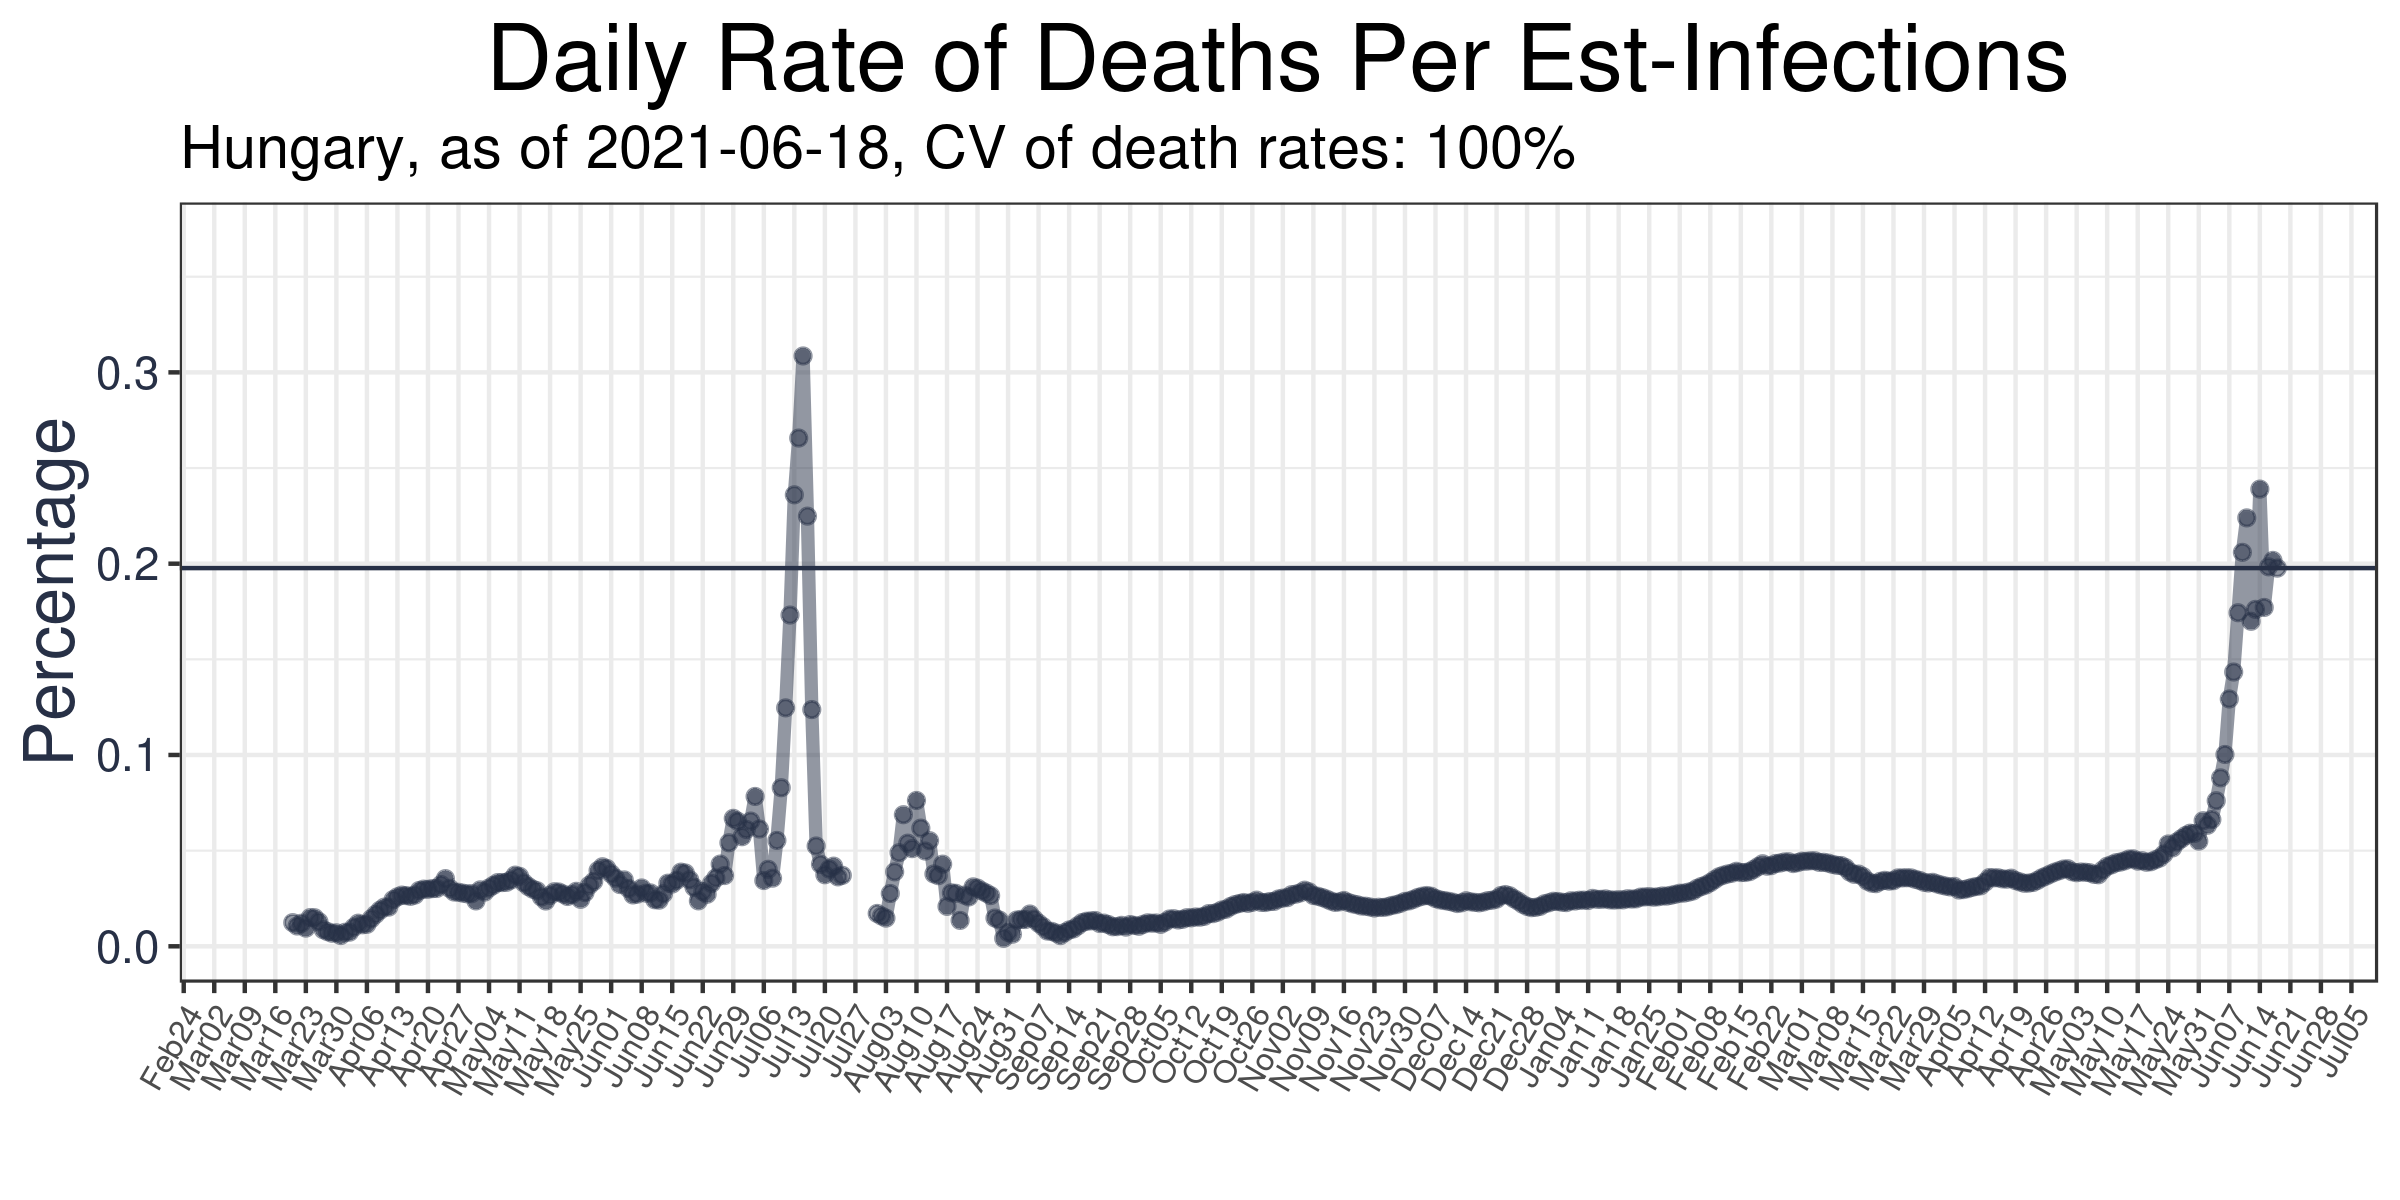 Daily Rate of Deaths Per Est-Infections
Hungary, as of 2021-06-18, CV of death rates: 100%
Percentage
0.3
0.2
0.1
0.0
Feb24
Mar02
Mar09
Mar16
Mar23
Mar30
Apr06
Apr13
Apr20
Apr27
May04
May11
May18
May25
Jun01
Jun08
Jun15
Jun22
Jun29
Jul06
Jul13
Jul20
Jul27
Aug03
Aug10
Aug17
Aug24
Aug31
Sep07
Sep14
Sep21
Sep28
Oct05
Oct12
Oct19
Oct26
Nov02
Nov09
Nov16
Nov23
Nov30
Dec07
Dec14
Dec21
Dec28
Jan04
Jan11
Jan18
Jan25
Feb01
Feb08
Feb15
Feb22
Mar01
Mar08
Mar15
Mar22
Mar29
Apr05
Apr12
Apr19
Apr26
May03
May10
May17
May24
May31
Jun07
Jun14
Jun21
Jun28
Jul05